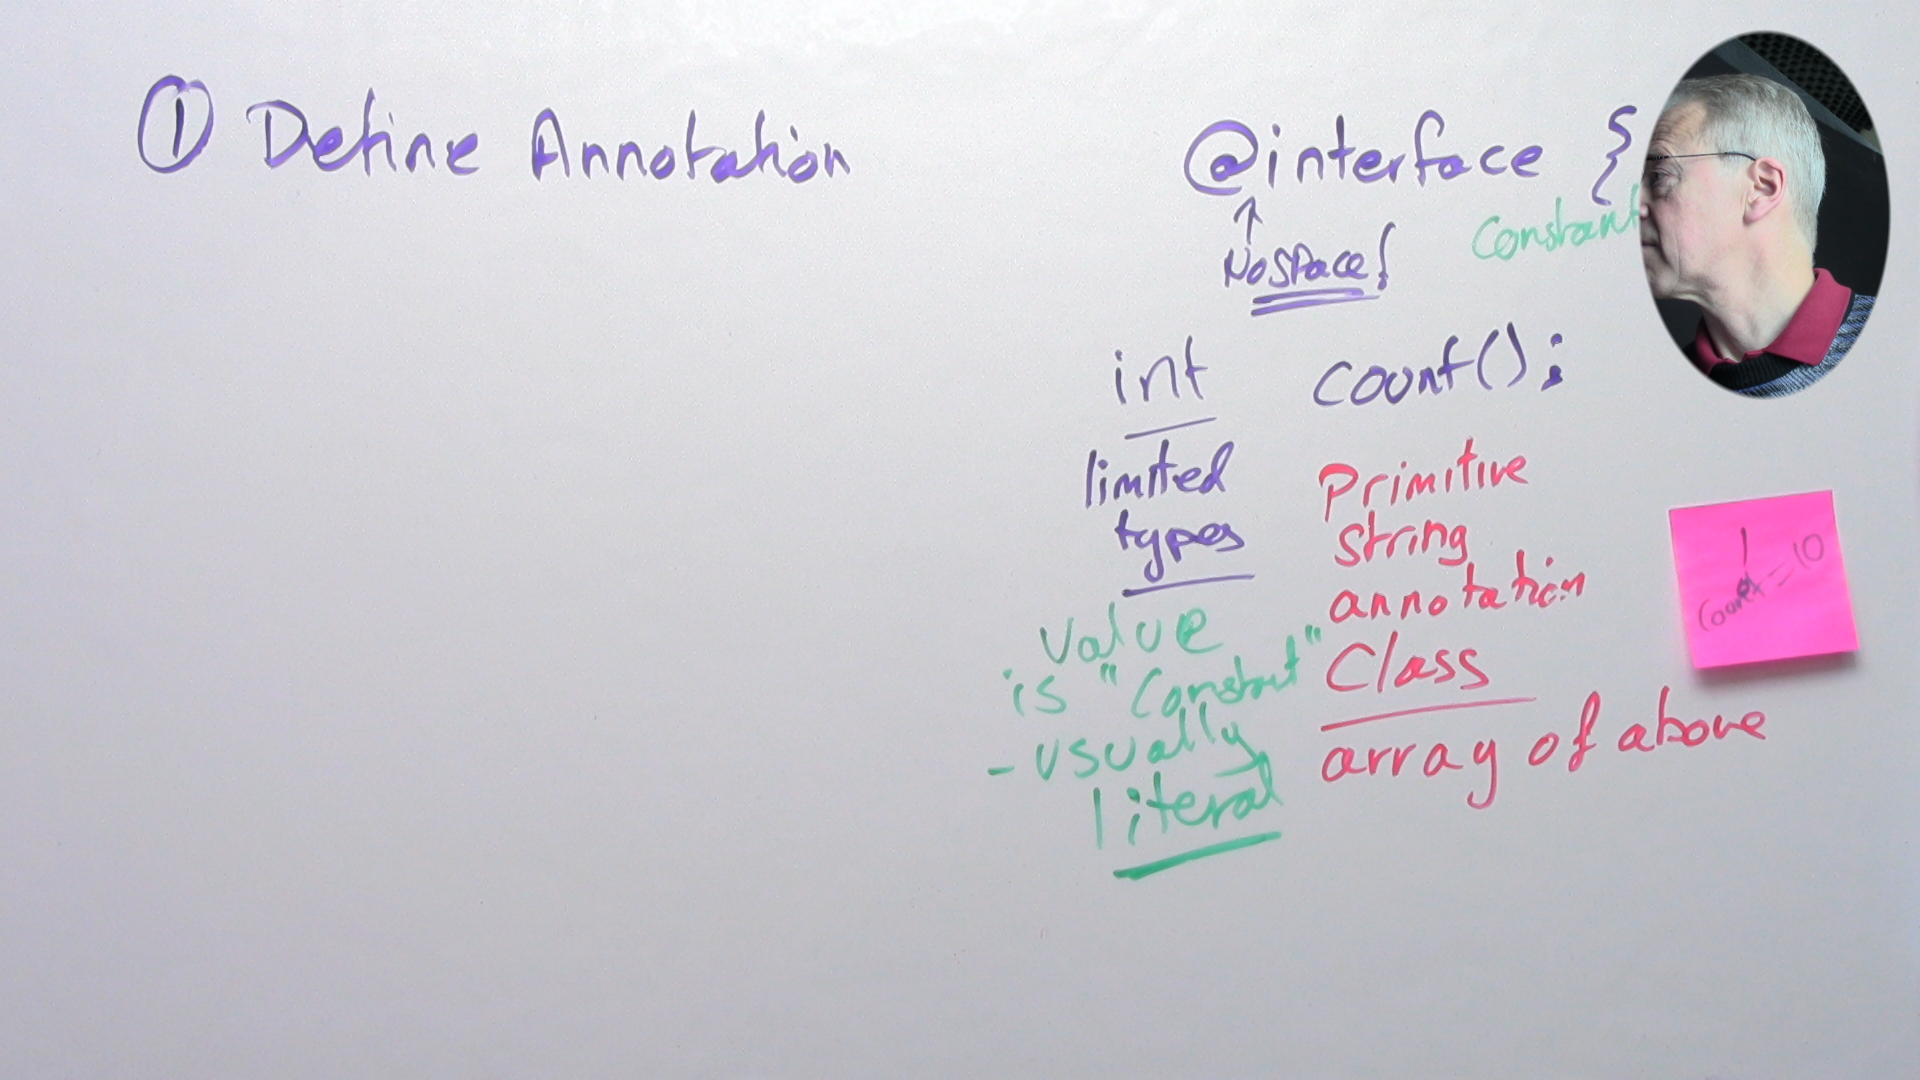 ① Define Annotation
@interface {
↑
No space!
Constant
int count();
limited
types
Primitive
string
annotation
Class
array of above
value
is "Constant"
- usually
literal
count = 10